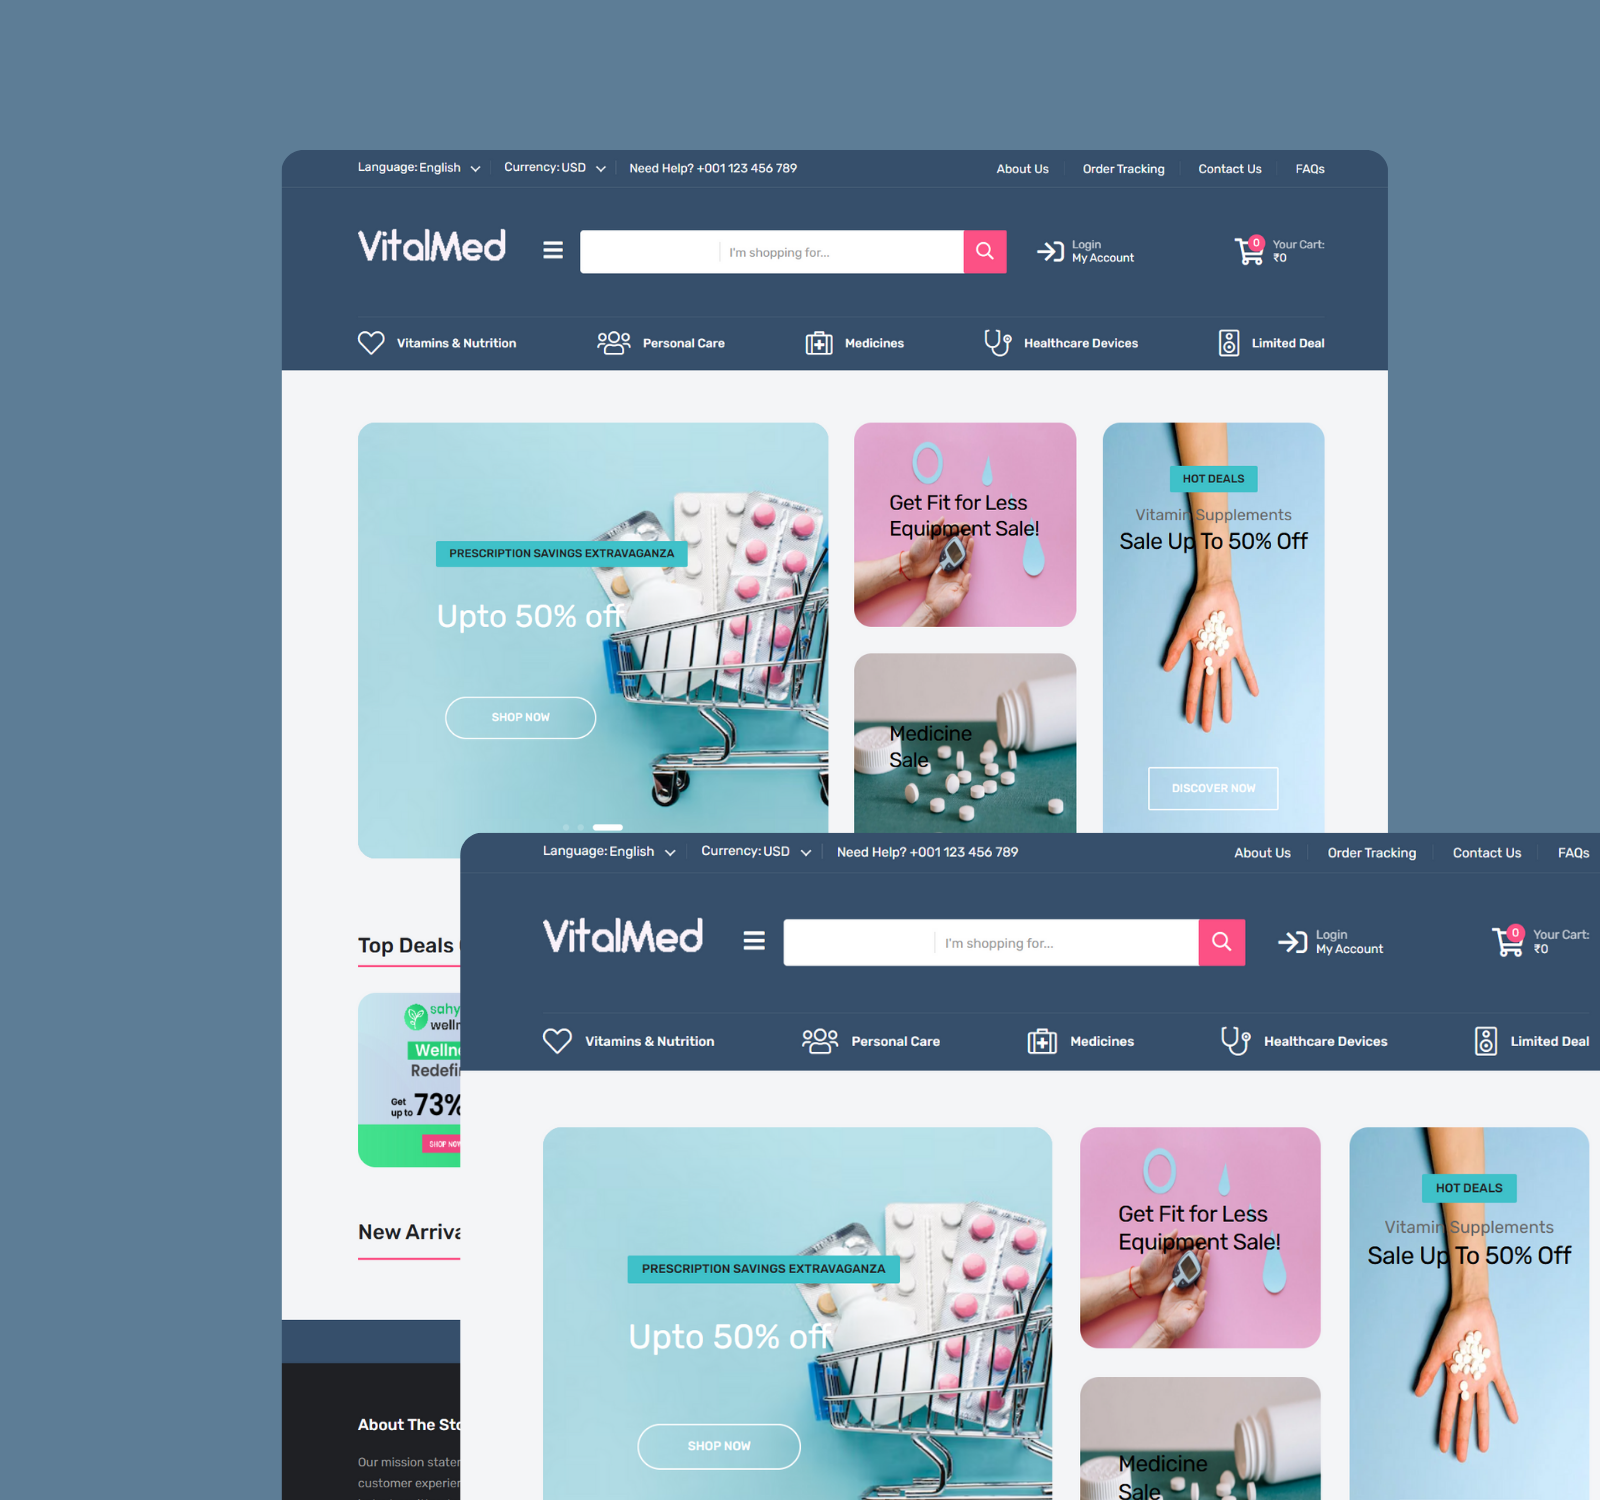 Language: English
Currency: USD
Need Help? +001 123 456 789
About Us
Order Tracking
Contact Us
FAQs
VitalMed
I'm shopping for...
Login
My Account
0
Your Cart:
₹0
Vitamins & Nutrition
Personal Care
Medicines
Healthcare Devices
Limited Deal
PRESCRIPTION SAVINGS EXTRAVAGANZA
Upto 50% off
SHOP NOW
Get Fit for Less
Equipment Sale!
Medicine
Sale
HOT DEALS
Vitamin Supplements
Sale Up To 50% Off
DISCOVER NOW
Top Deals
sahy
welln
Wellne
Redefi
Get
up to 73%
SHOP NOW
New Arriva
About The Sto
Our mission stater
customer experien
Language: English
Currency: USD
Need Help? +001 123 456 789
About Us
Order Tracking
Contact Us
FAQs
VitalMed
I'm shopping for...
Login
My Account
0
Your Cart:
₹0
Vitamins & Nutrition
Personal Care
Medicines
Healthcare Devices
Limited Deal
PRESCRIPTION SAVINGS EXTRAVAGANZA
Upto 50% off
SHOP NOW
Get Fit for Less
Equipment Sale!
Medicine
Sale
HOT DEALS
Vitamin Supplements
Sale Up To 50% Off